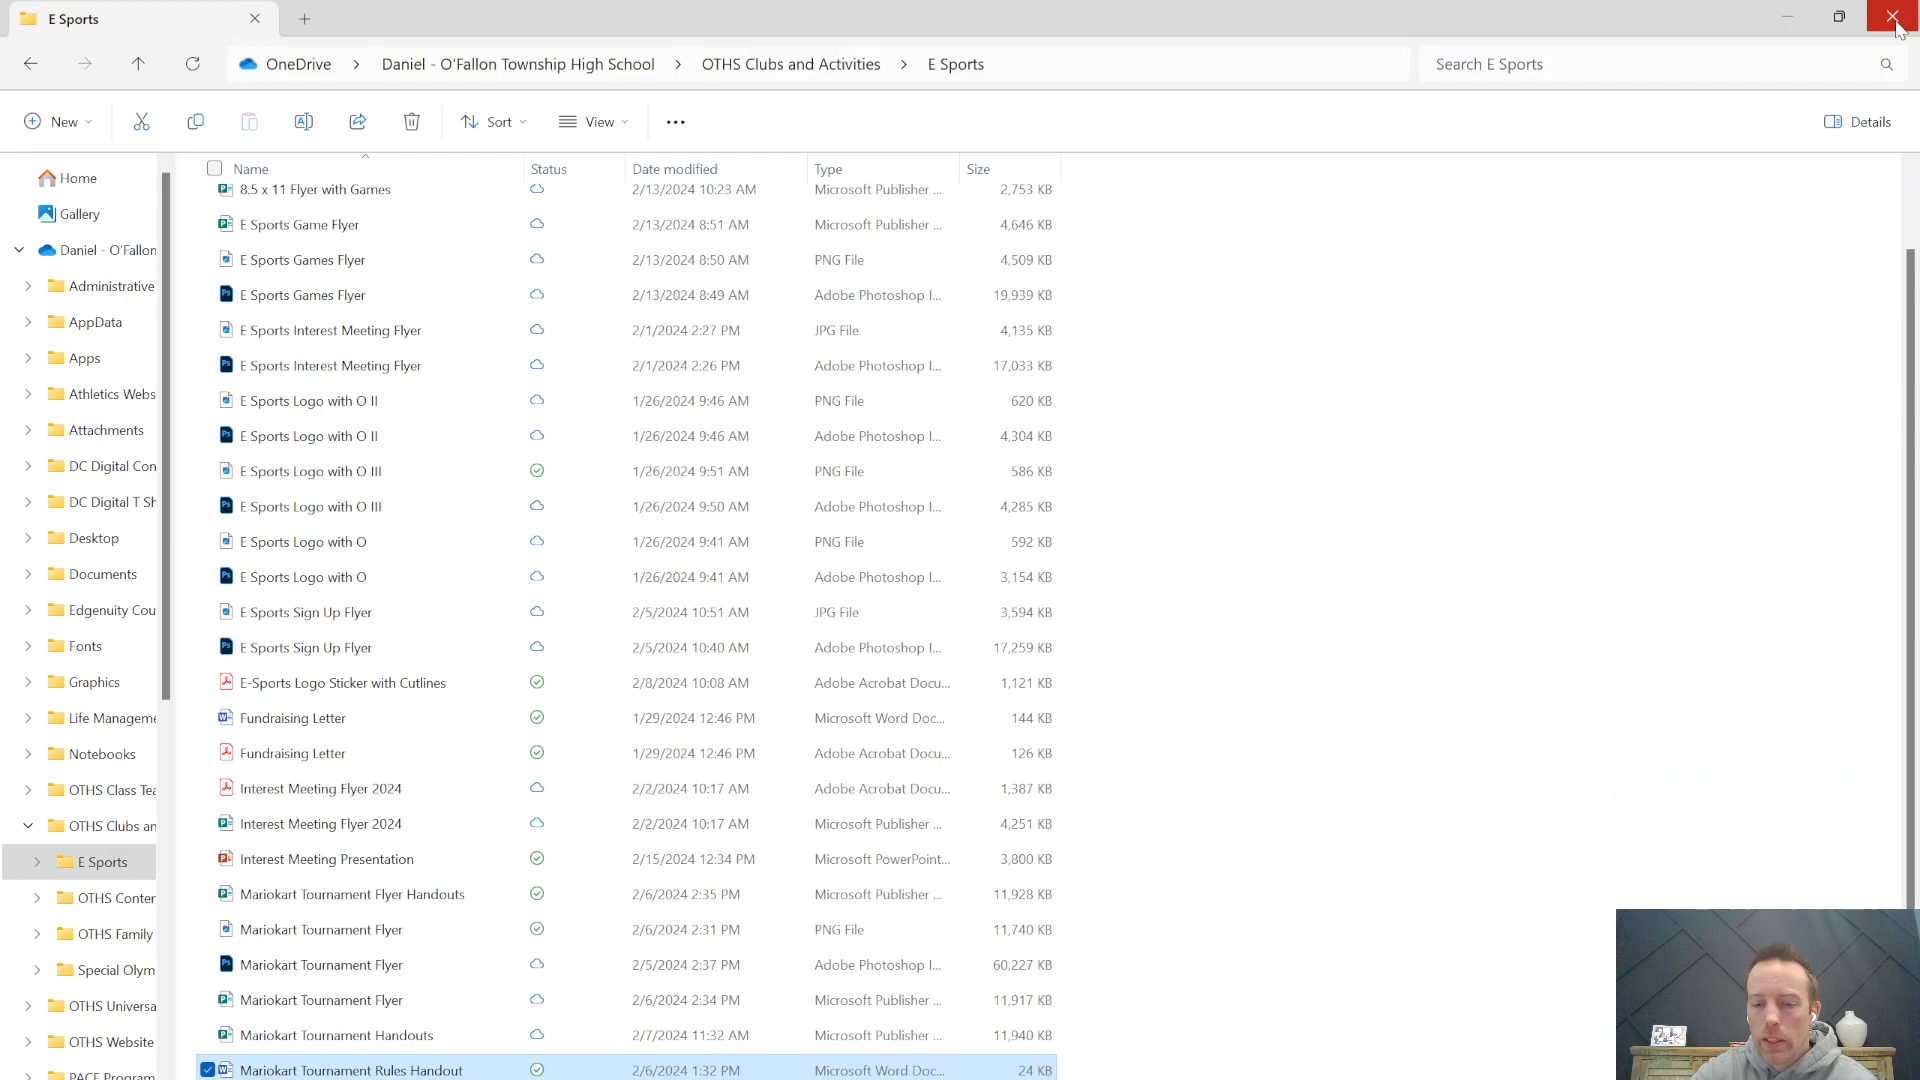 E Sports
OneDrive > Daniel - O'Fallon Township High School > OTHS Clubs and Activities > E Sports
Search E Sports
New
Sort
View
Details
Home
Gallery
Daniel - O'Fallon
Administrative
AppData
Apps
Athletics Webs
Attachments
DC Digital Con
DC Digital T Sh
Desktop
Documents
Edgenuity Cou
Fonts
Graphics
Life Manageme
Notebooks
OTHS Class Tea
OTHS Clubs an
E Sports
OTHS Conten
OTHS Family
Special Olym
OTHS Universa
OTHS Website
PACE Program
Name Status Date modified Type Size
8.5 x 11 Flyer with Games 2/13/2024 10:23 AM Microsoft Publisher ... 2,753 KB
E Sports Game Flyer 2/13/2024 8:51 AM Microsoft Publisher ... 4,646 KB
E Sports Games Flyer 2/13/2024 8:50 AM PNG File 4,509 KB
E Sports Games Flyer 2/13/2024 8:49 AM Adobe Photoshop I... 19,939 KB
E Sports Interest Meeting Flyer 2/1/2024 2:27 PM JPG File 4,135 KB
E Sports Interest Meeting Flyer 2/1/2024 2:26 PM Adobe Photoshop I... 17,033 KB
E Sports Logo with O II 1/26/2024 9:46 AM PNG File 620 KB
E Sports Logo with O II 1/26/2024 9:46 AM Adobe Photoshop I... 4,304 KB
E Sports Logo with O III 1/26/2024 9:51 AM PNG File 586 KB
E Sports Logo with O III 1/26/2024 9:50 AM Adobe Photoshop I... 4,285 KB
E Sports Logo with O 1/26/2024 9:41 AM PNG File 592 KB
E Sports Logo with O 1/26/2024 9:41 AM Adobe Photoshop I... 3,154 KB
E Sports Sign Up Flyer 2/5/2024 10:51 AM JPG File 3,594 KB
E Sports Sign Up Flyer 2/5/2024 10:40 AM Adobe Photoshop I... 17,259 KB
E-Sports Logo Sticker with Cutlines 2/8/2024 10:08 AM Adobe Acrobat Docu... 1,121 KB
Fundraising Letter 1/29/2024 12:46 PM Microsoft Word Doc... 144 KB
Fundraising Letter 1/29/2024 12:46 PM Adobe Acrobat Docu... 126 KB
Interest Meeting Flyer 2024 2/2/2024 10:17 AM Adobe Acrobat Docu... 1,387 KB
Interest Meeting Flyer 2024 2/2/2024 10:17 AM Microsoft Publisher ... 4,251 KB
Interest Meeting Presentation 2/15/2024 12:34 PM Microsoft PowerPoint... 3,800 KB
Mariokart Tournament Flyer Handouts 2/6/2024 2:35 PM Microsoft Publisher ... 11,928 KB
Mariokart Tournament Flyer 2/6/2024 2:31 PM PNG File 11,740 KB
Mariokart Tournament Flyer 2/5/2024 2:37 PM Adobe Photoshop I... 60,227 KB
Mariokart Tournament Flyer 2/6/2024 2:34 PM Microsoft Publisher ... 11,917 KB
Mariokart Tournament Handouts 2/7/2024 11:32 AM Microsoft Publisher ... 11,940 KB
Mariokart Tournament Rules Handout 2/6/2024 1:32 PM Microsoft Word Doc... 24 KB